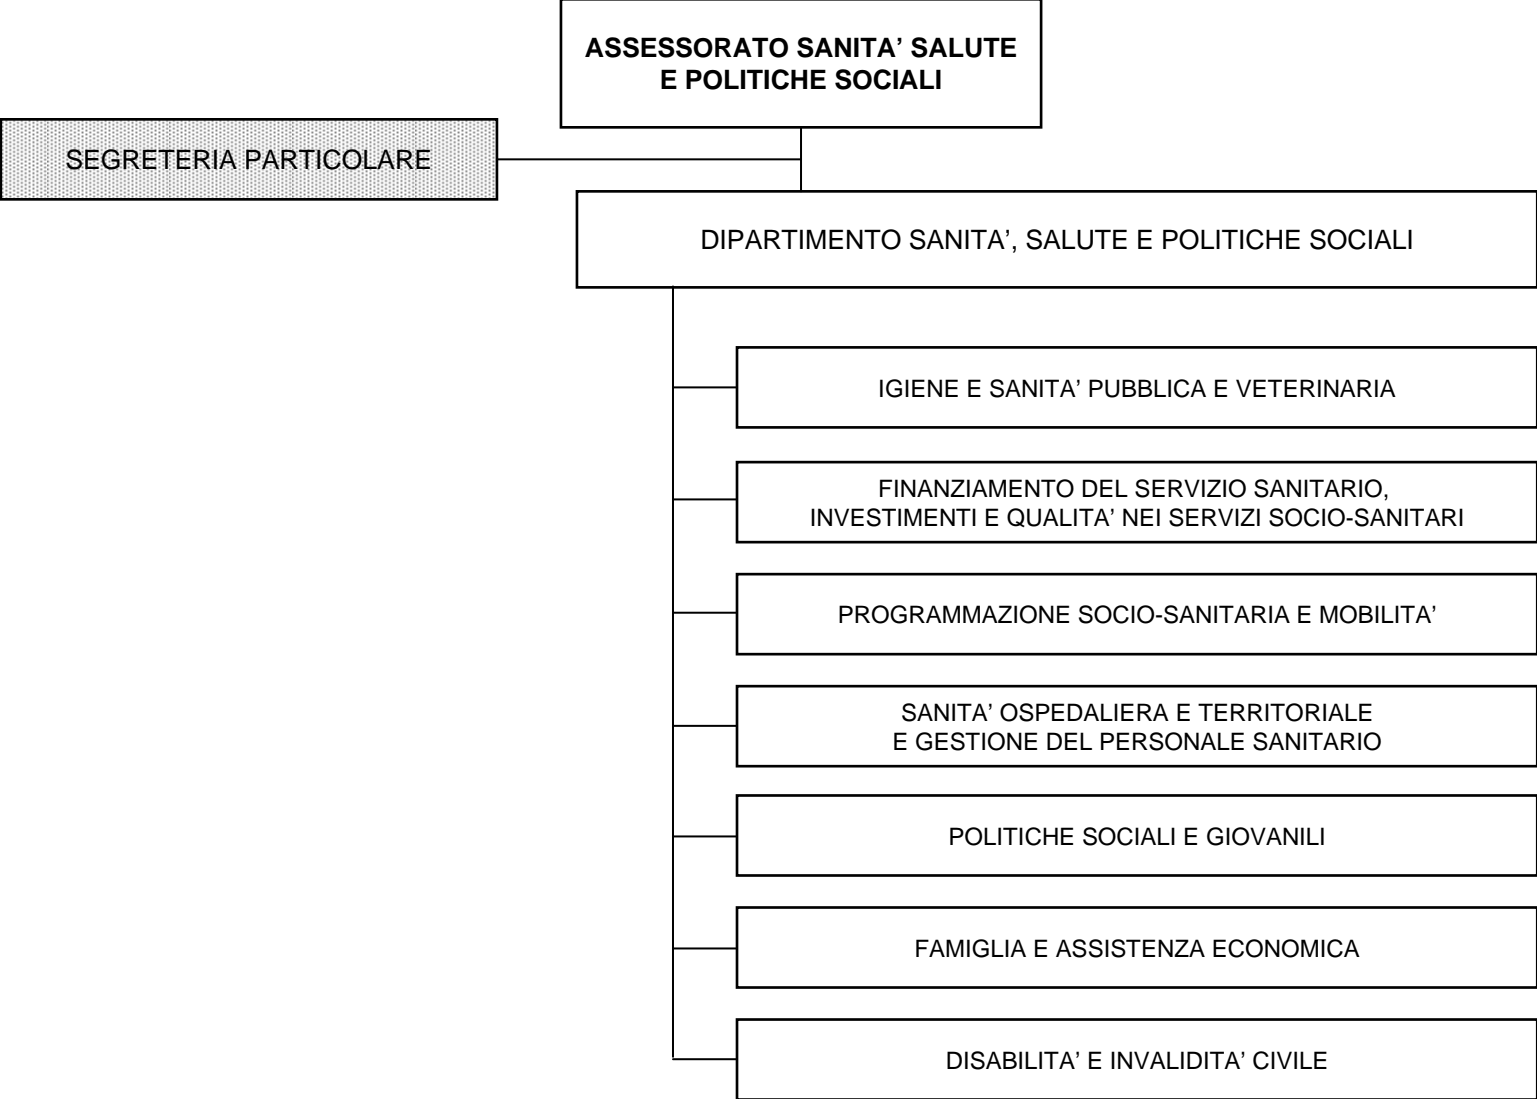 ASSESSORATO SANITA’ SALUTE
E POLITICHE SOCIALI
SEGRETERIA PARTICOLARE
DIPARTIMENTO SANITA’, SALUTE E POLITICHE SOCIALI
IGIENE E SANITA’ PUBBLICA E VETERINARIA
FINANZIAMENTO DEL SERVIZIO SANITARIO,
INVESTIMENTI E QUALITA’ NEI SERVIZI SOCIO-SANITARI
PROGRAMMAZIONE SOCIO-SANITARIA E MOBILITA’
SANITA’ OSPEDALIERA E TERRITORIALE
E GESTIONE DEL PERSONALE SANITARIO
POLITICHE SOCIALI E GIOVANILI
FAMIGLIA E ASSISTENZA ECONOMICA
DISABILITA’ E INVALIDITA’ CIVILE